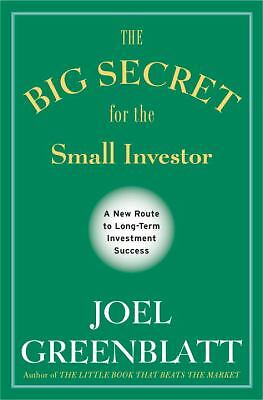 THE
BIG SECRET
for the
Small Investor
A New Route
to Long-Term
Investment
Success
JOEL
GREENBLATT
Author of THE LITTLE BOOK THAT BEATS THE MARKET